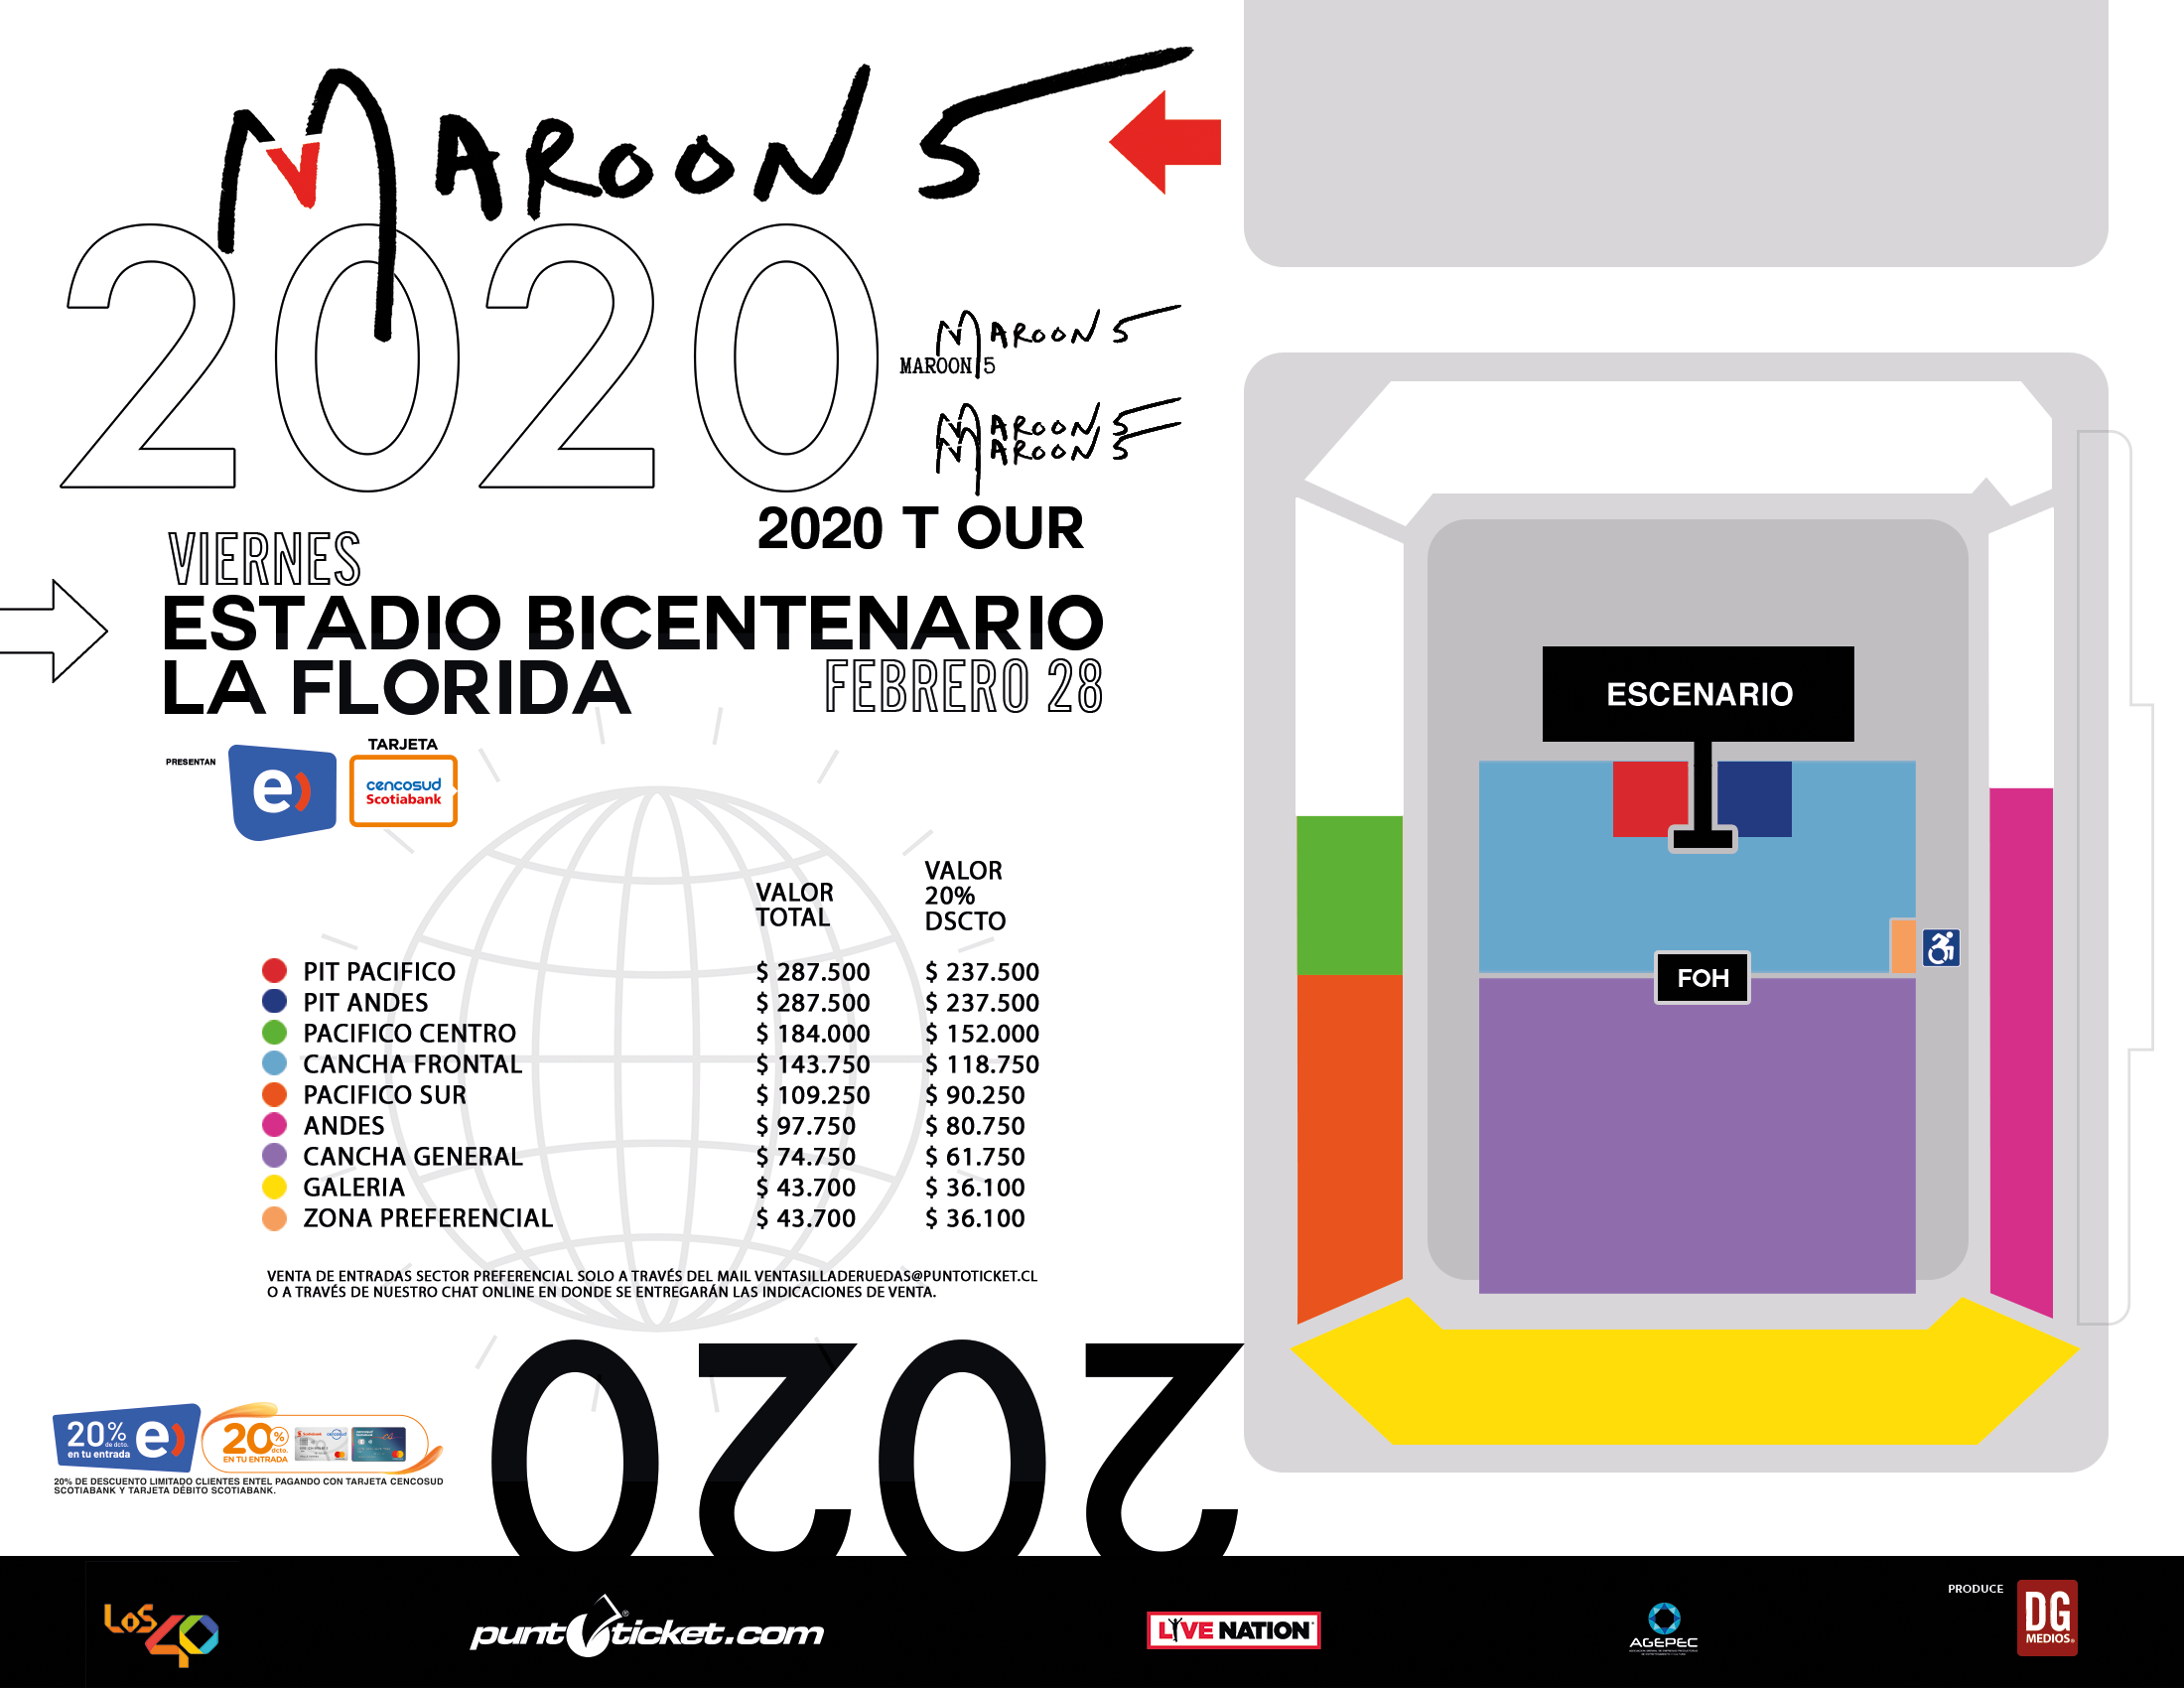 MAROON 5
2020
MAROON 5
MAROON 5
MAROON 5
MAROON 5
2020 T OUR
VIERNES
ESTADIO BICENTENARIO
LA FLORIDA
FEBRERO 28
PRESENTAN
e)
TARJETA
cencosud
Scotiabank
VALOR TOTAL
VALOR 20% DSCTO
PIT PACIFICO $ 287.500 $ 237.500
PIT ANDES $ 287.500 $ 237.500
PACIFICO CENTRO $ 184.000 $ 152.000
CANCHA FRONTAL $ 143.750 $ 118.750
PACIFICO SUR $ 109.250 $ 90.250
ANDES $ 97.750 $ 80.750
CANCHA GENERAL $ 74.750 $ 61.750
GALERIA $ 43.700 $ 36.100
ZONA PREFERENCIAL $ 43.700 $ 36.100
VENTA DE ENTRADAS SECTOR PREFERENCIAL SOLO A TRAVÉS DEL MAIL VENTASILLADERUEDAS@PUNTOTICKET.CL
O A TRAVÉS DE NUESTRO CHAT ONLINE EN DONDE SE ENTREGARÁN LAS INDICACIONES DE VENTA.
ESCENARIO
FOH
2020
20%
de dcto.
en tu entrada
e)
20%
dcto.
EN TU ENTRADA
20% DE DESCUENTO LIMITADO CLIENTES ENTEL PAGANDO CON TARJETA CENCOSUD
SCOTIABANK Y TARJETA DÉBITO SCOTIABANK.
LOS 40
puntoticket.com
LIVE NATION
AGEPEC
PRODUCE
DG
MEDIOS